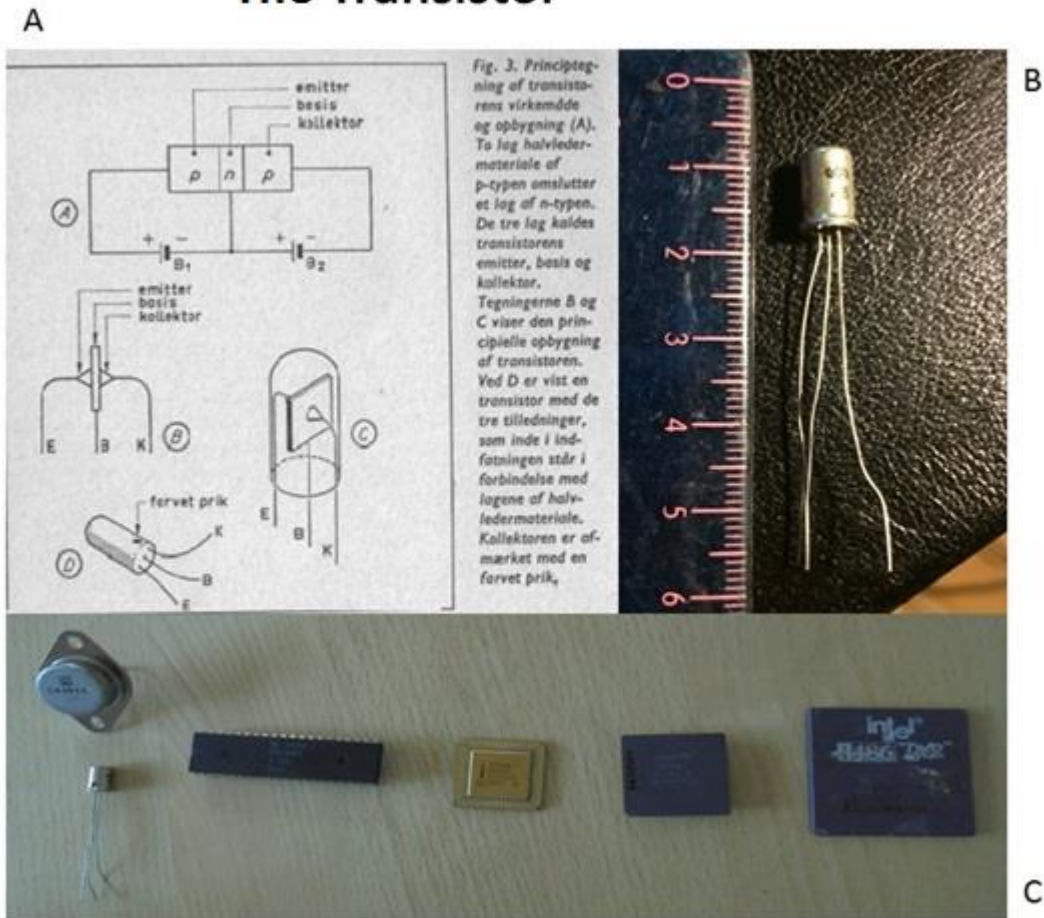 The Transistor
A
emitter
basis
kollektor
p n p
A
+ - + -
B₁ B₂
emitter
basis
kollektor
E B K B
C
E
B
K
farvet prik
K
D
B
E
Fig. 3. Principteg-
ning af transisto-
rens virkemåde
og opbygning (A).
To lag halvleder-
materiale af
p-typen omslutter
et lag af n-typen.
De tre lag kaldes
transistorens
emitter, basis og
kollektor.
Tegningerne B og
C viser den prin-
cipielle opbygning
af transistoren.
Ved D er vist en
transistor med de
tre tilledninger,
som inde i ind-
fatningen står i
forbindelse med
lagene af halv-
ledermateriale.
Kollektoren er af-
mærket med en
farvet prik.
B
0
1
2
3
4
5
6
intel
i486 DX2
C